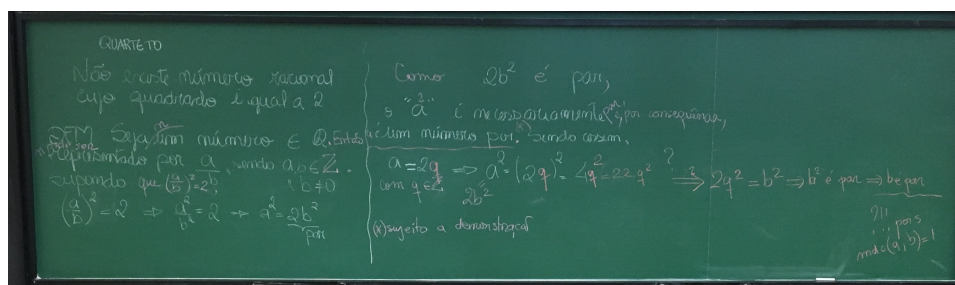 QUARTETO
Não existe número racional
cujo quadrado é igual a 2
DEM Seja um número n ∈ Q. Então
n pode ser
representado por a/b, sendo a, b ∈ Z.
supondo que (a/b)² = 2 b ≠ 0
(a/b)² = 2 ⇒ a²/b² = 2 ⇒ a² = 2b²
par
Como 2b² é par,
"a²" é necessariamente par, e, por consequência,
a é um número par.(*) Sendo assim,
a = 2q ⇒ a² = (2q)² = 4q² = 2·2q² ⇒ 2q² = b² ⇒ b² é par ⇒ b é par
com q ∈ Z
2b²
?
(*) sujeito a demonstração
?!!
pois
mdc(a, b) = 1